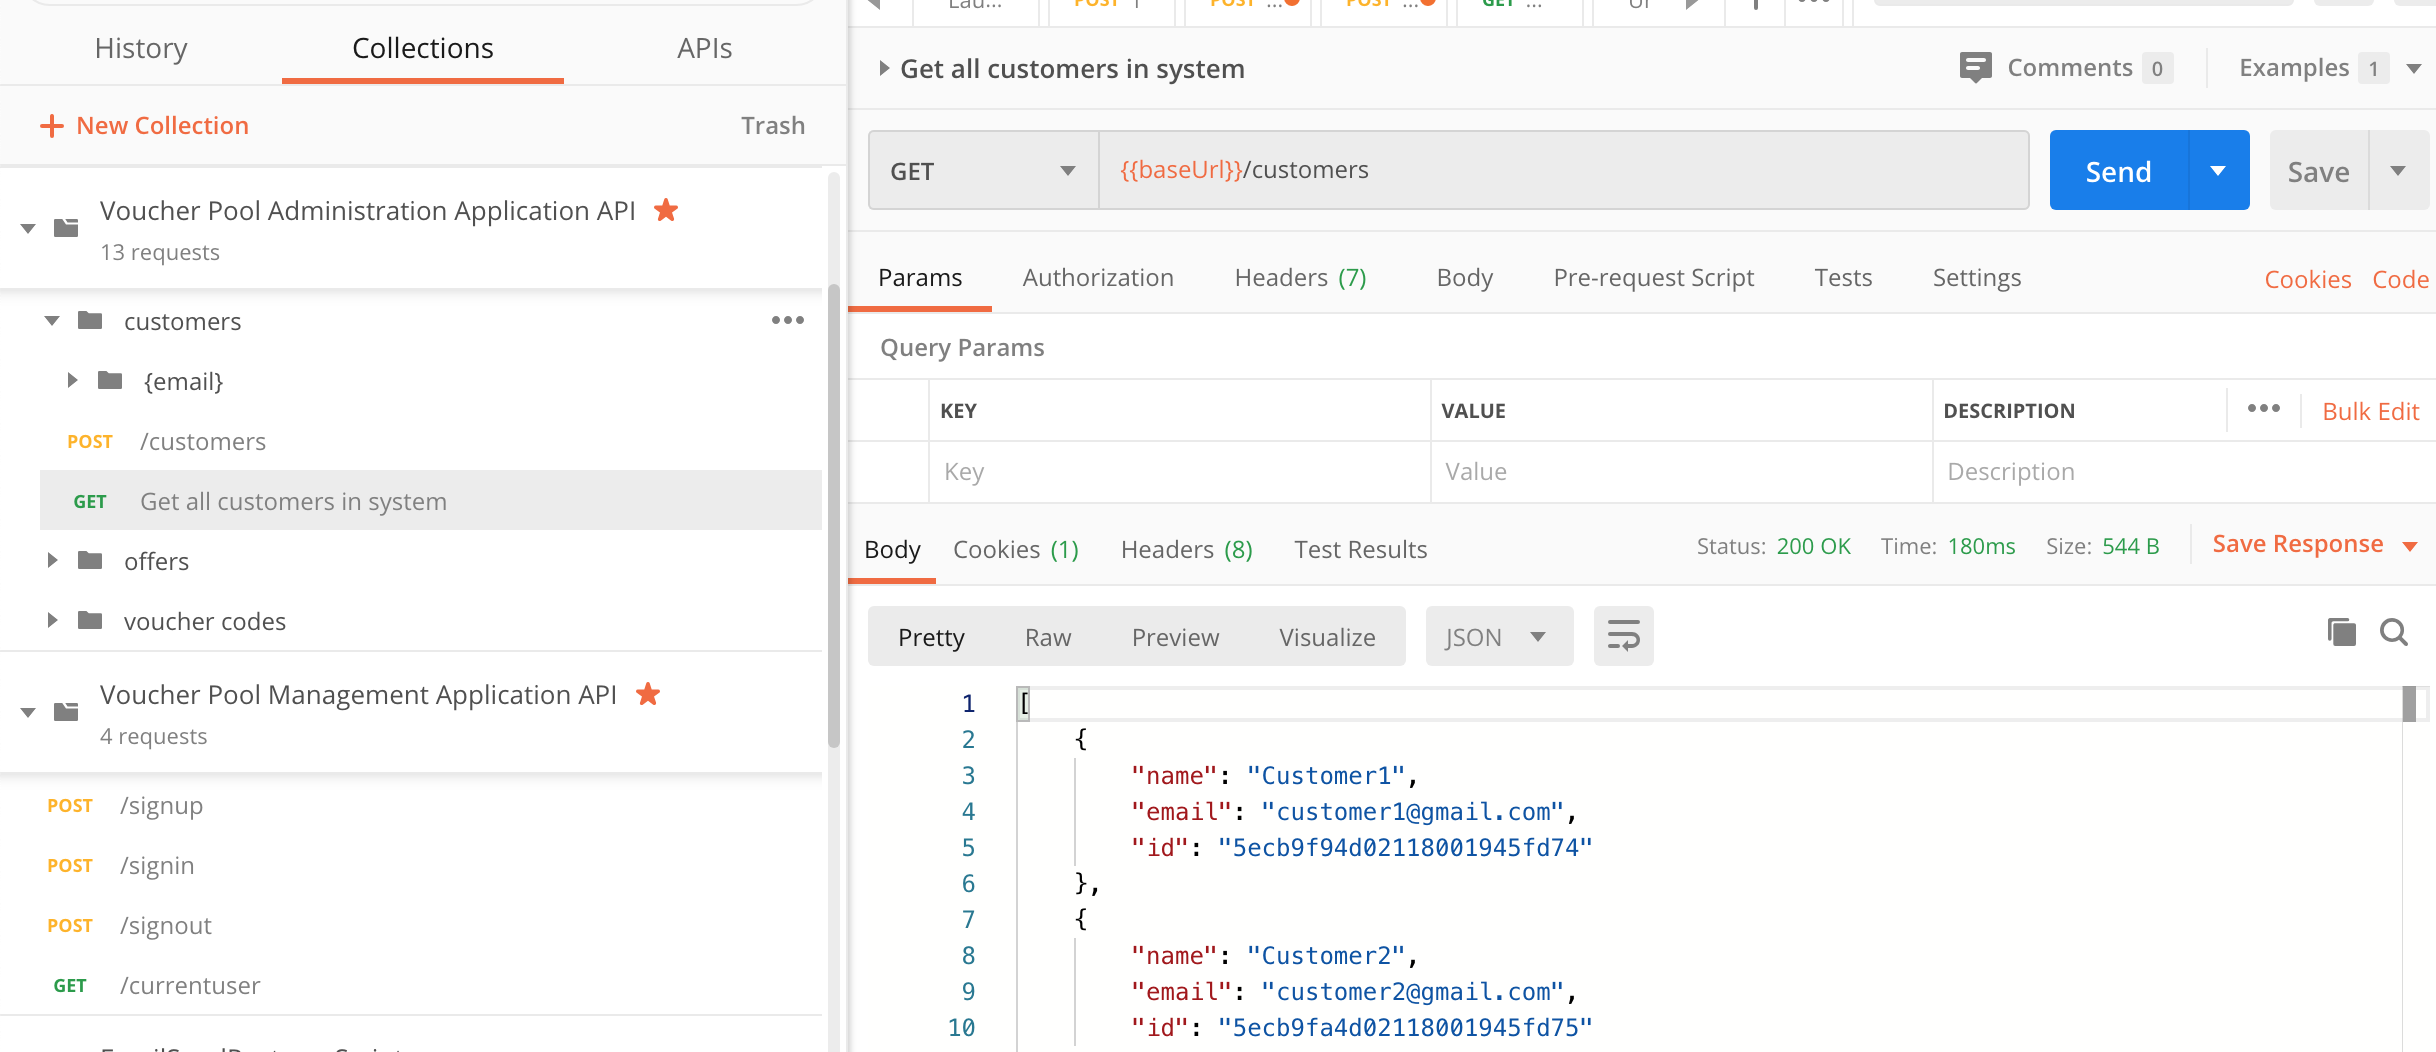 History Collections APIs
+ New Collection Trash
Voucher Pool Administration Application API
13 requests
customers
{email}
POST /customers
GET Get all customers in system
offers
voucher codes
Voucher Pool Management Application API
4 requests
POST /signup
POST /signin
POST /signout
GET /currentuser
POST POST ... POST ... GET ...
Get all customers in system Comments 0 Examples 1
GET {{baseUrl}}/customers Send Save
Params Authorization Headers (7) Body Pre-request Script Tests Settings Cookies Code
Query Params
KEY VALUE DESCRIPTION Bulk Edit
Key Value Description
Body Cookies (1) Headers (8) Test Results Status: 200 OK Time: 180ms Size: 544 B Save Response
Pretty Raw Preview Visualize JSON
1 [
2 {
3 "name": "Customer1",
4 "email": "customer1@gmail.com",
5 "id": "5ecb9f94d02118001945fd74"
6 },
7 {
8 "name": "Customer2",
9 "email": "customer2@gmail.com",
10 "id": "5ecb9fa4d02118001945fd75"